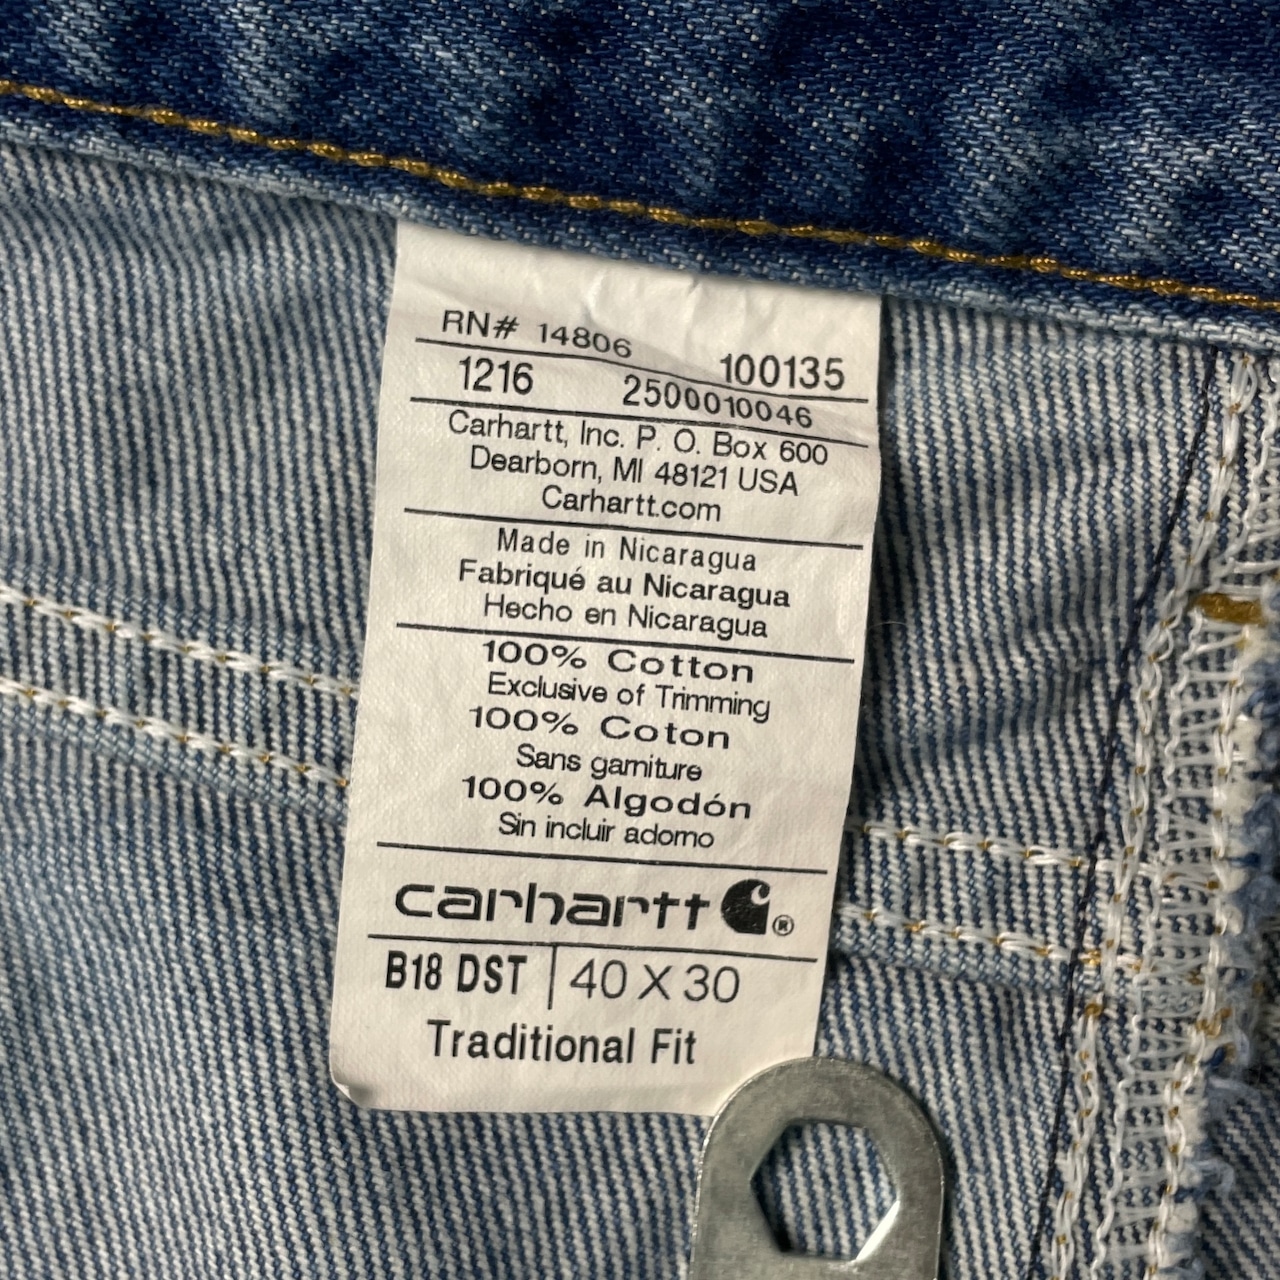 RN# 14806 100135
1216 2500010046
Carhartt, Inc. P. O. Box 600
Dearborn, MI 48121 USA
Carhartt.com
Made in Nicaragua
Fabriqué au Nicaragua
Hecho en Nicaragua
100% Cotton
Exclusive of Trimming
100% Coton
Sans garniture
100% Algodón
Sin incluir adorno
carhartt ®
B18 DST 40 X 30
Traditional Fit